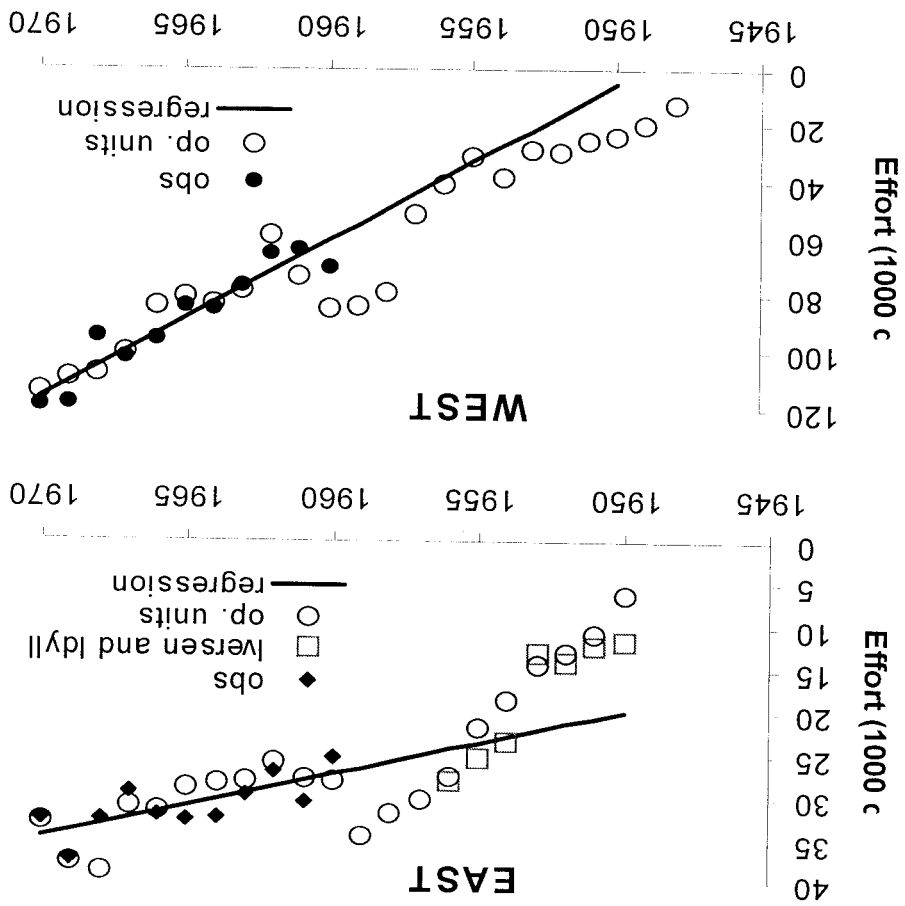 EAST
Effort (1000 c
40
35
30
25
20
15
10
5
0
obs
Iversen and Idyll
op. units
regression
1945 1950 1955 1960 1965 1970
WEST
Effort (1000 c
120
100
80
60
40
20
0
obs
op. units
regression
1945 1950 1955 1960 1965 1970